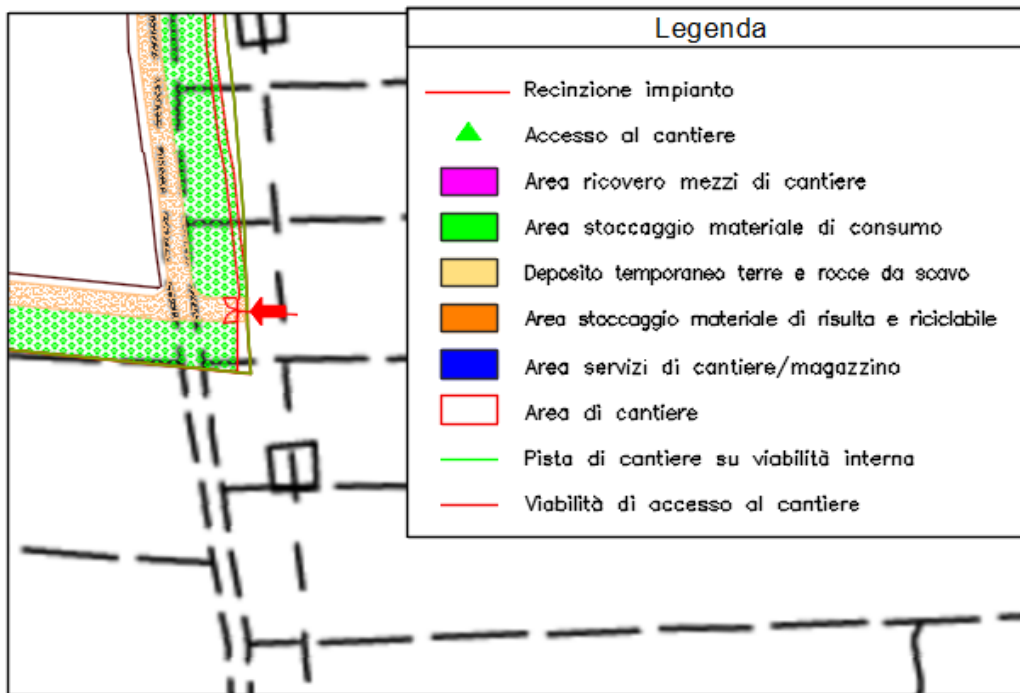 Legenda
Recinzione impianto
Accesso al cantiere
Area ricovero mezzi di cantiere
Area stoccaggio materiale di consumo
Deposito temporaneo terre e rocce da scavo
Area stoccaggio materiale di risulta e riciclabile
Area servizi di cantiere/magazzino
Area di cantiere
Pista di cantiere su viabilità interna
Viabilità di accesso al cantiere